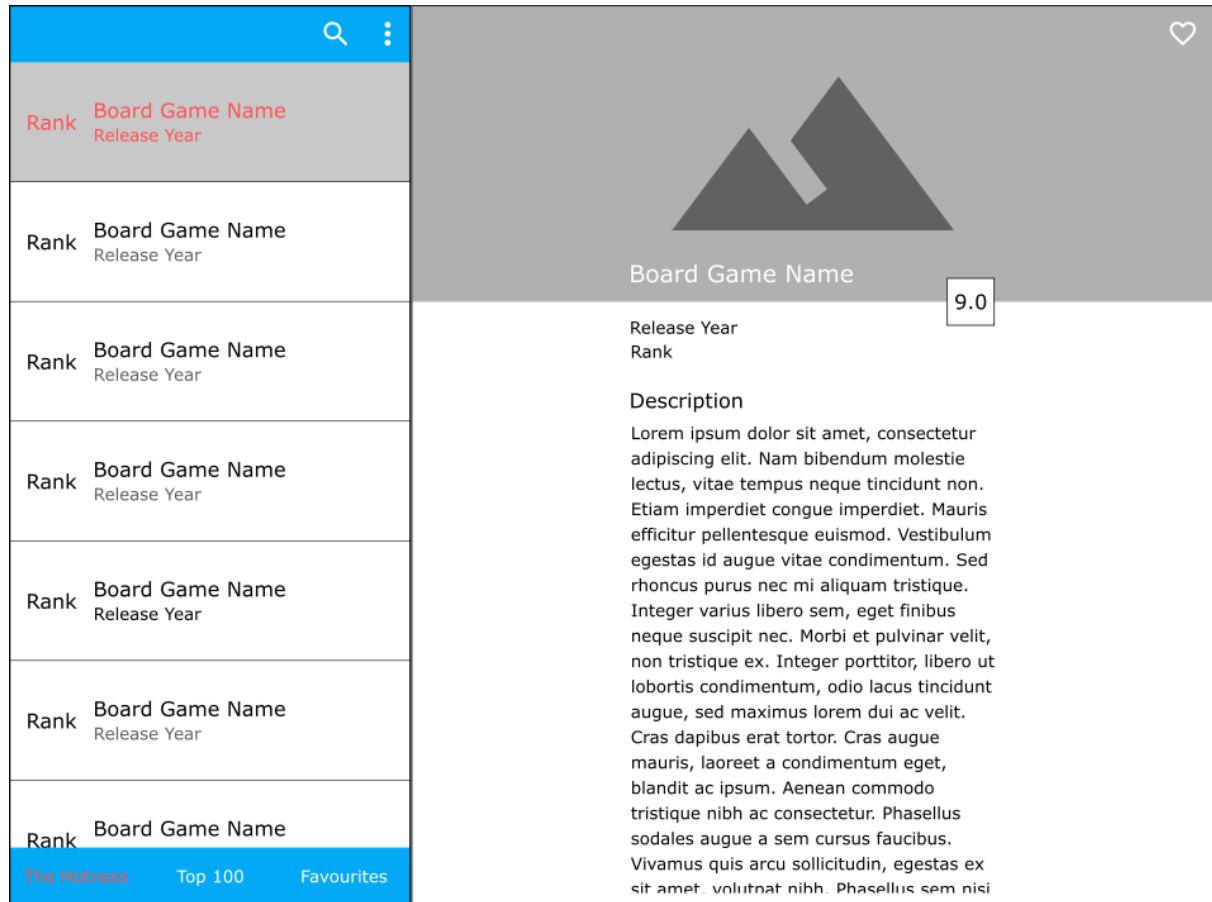 Rank
Board Game Name
Release Year
Rank
Board Game Name
Release Year
Rank
Board Game Name
Release Year
Rank
Board Game Name
Release Year
Rank
Board Game Name
Release Year
Rank
Board Game Name
Release Year
Rank
Board Game Name
The Hotness
Top 100
Favourites
Board Game Name
9.0
Release Year
Rank
Description
Lorem ipsum dolor sit amet, consectetur
adipiscing elit. Nam bibendum molestie
lectus, vitae tempus neque tincidunt non.
Etiam imperdiet congue imperdiet. Mauris
efficitur pellentesque euismod. Vestibulum
egestas id augue vitae condimentum. Sed
rhoncus purus nec mi aliquam tristique.
Integer varius libero sem, eget finibus
neque suscipit nec. Morbi et pulvinar velit,
non tristique ex. Integer porttitor, libero ut
lobortis condimentum, odio lacus tincidunt
augue, sed maximus lorem dui ac velit.
Cras dapibus erat tortor. Cras augue
mauris, laoreet a condimentum eget,
blandit ac ipsum. Aenean commodo
tristique nibh ac consectetur. Phasellus
sodales augue a sem cursus faucibus.
Vivamus quis arcu sollicitudin, egestas ex
sit amet, volutpat nibh. Phasellus sem nisi